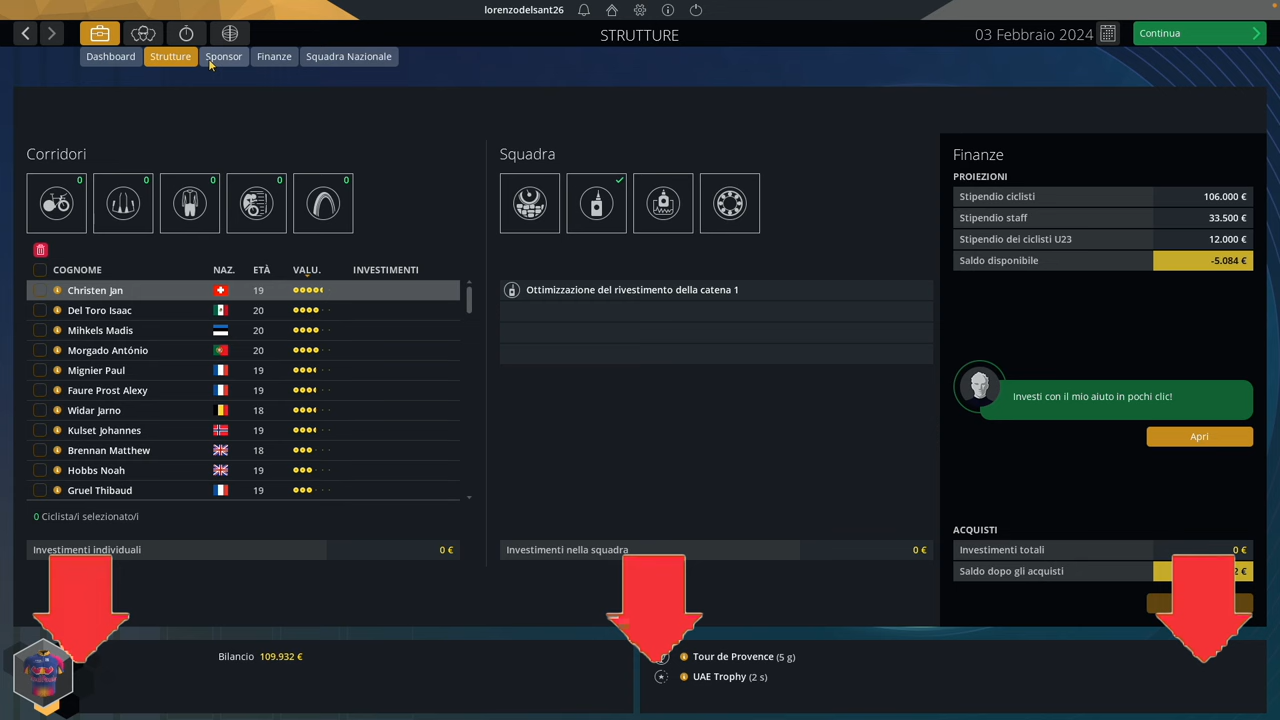 lorenzodelsant26
STRUTTURE
03 Febbraio 2024
Continua
Dashboard
Strutture
Sponsor
Finanze
Squadra Nazionale
Corridori
0
0
0
0
0
COGNOME NAZ. ETÀ VALU. INVESTIMENTI
Christen Jan 19
Del Toro Isaac 20
Mihkels Madis 20
Morgado António 20
Mignier Paul 19
Faure Prost Alexy 19
Widar Jarno 18
Kulset Johannes 19
Brennan Matthew 18
Hobbs Noah 19
Gruel Thibaud 19
0 Ciclista/i selezionato/i
Investimenti individuali 0 €
Squadra
Ottimizzazione del rivestimento della catena 1
Investimenti nella squadra 0 €
Finanze
PROIEZIONI
Stipendio ciclisti 106.000 €
Stipendio staff 33.500 €
Stipendio dei ciclisti U23 12.000 €
Saldo disponibile -5.084 €
Investi con il mio aiuto in pochi clic!
Apri
ACQUISTI
Investimenti totali 0 €
Saldo dopo gli acquisti €
Bilancio 109.932 €
Tour de Provence (5 g)
UAE Trophy (2 s)